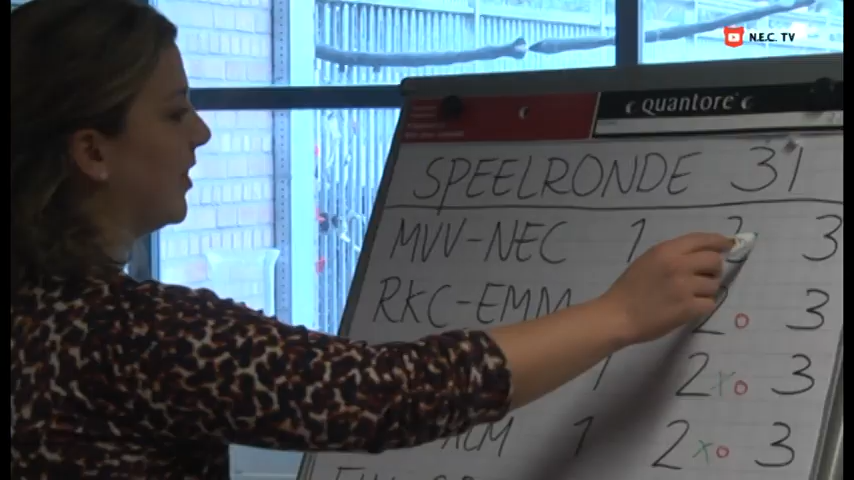 N.E.C. TV
Quantore
SPEELRONDE 31
MVV-NEC 1 2 3
RKC-EMM 2 o 3
1 2 x o 3
ACM 1 2 x o 3